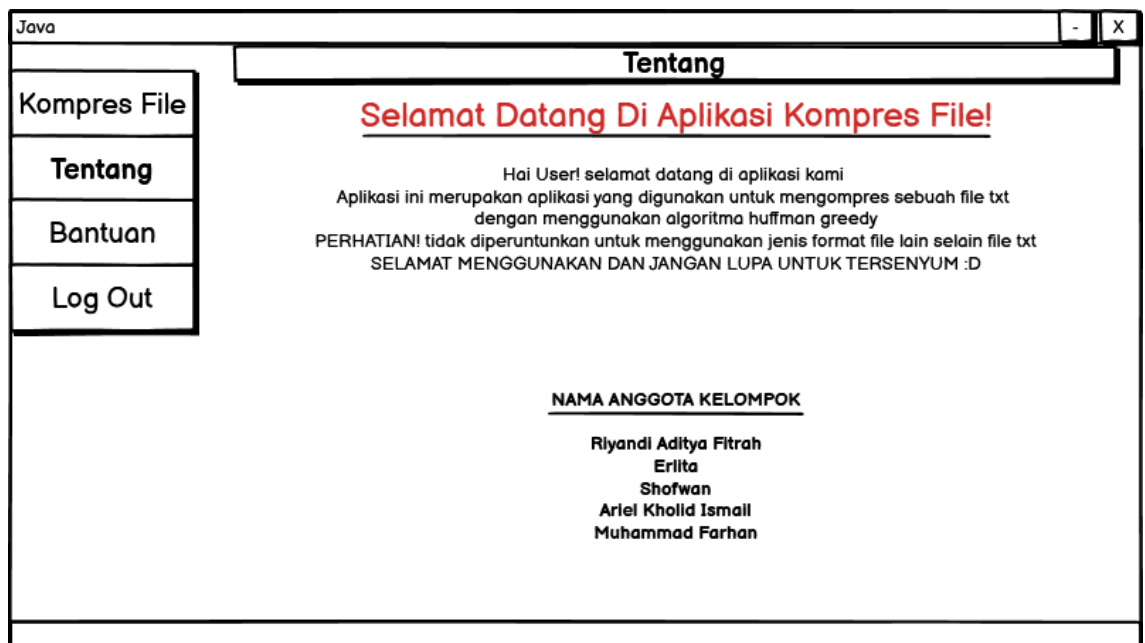 Java
-
X
Tentang
Kompres File
Tentang
Bantuan
Log Out
Selamat Datang Di Aplikasi Kompres File!
Hai User! selamat datang di aplikasi kami
Aplikasi ini merupakan aplikasi yang digunakan untuk mengompres sebuah file txt
dengan menggunakan algoritma huffman greedy
PERHATIAN! tidak diperuntunkan untuk menggunakan jenis format file lain selain file txt
SELAMAT MENGGUNAKAN DAN JANGAN LUPA UNTUK TERSENYUM :D
NAMA ANGGOTA KELOMPOK
Riyandi Aditya Fitrah
Erlita
Shofwan
Ariel Kholid Ismail
Muhammad Farhan